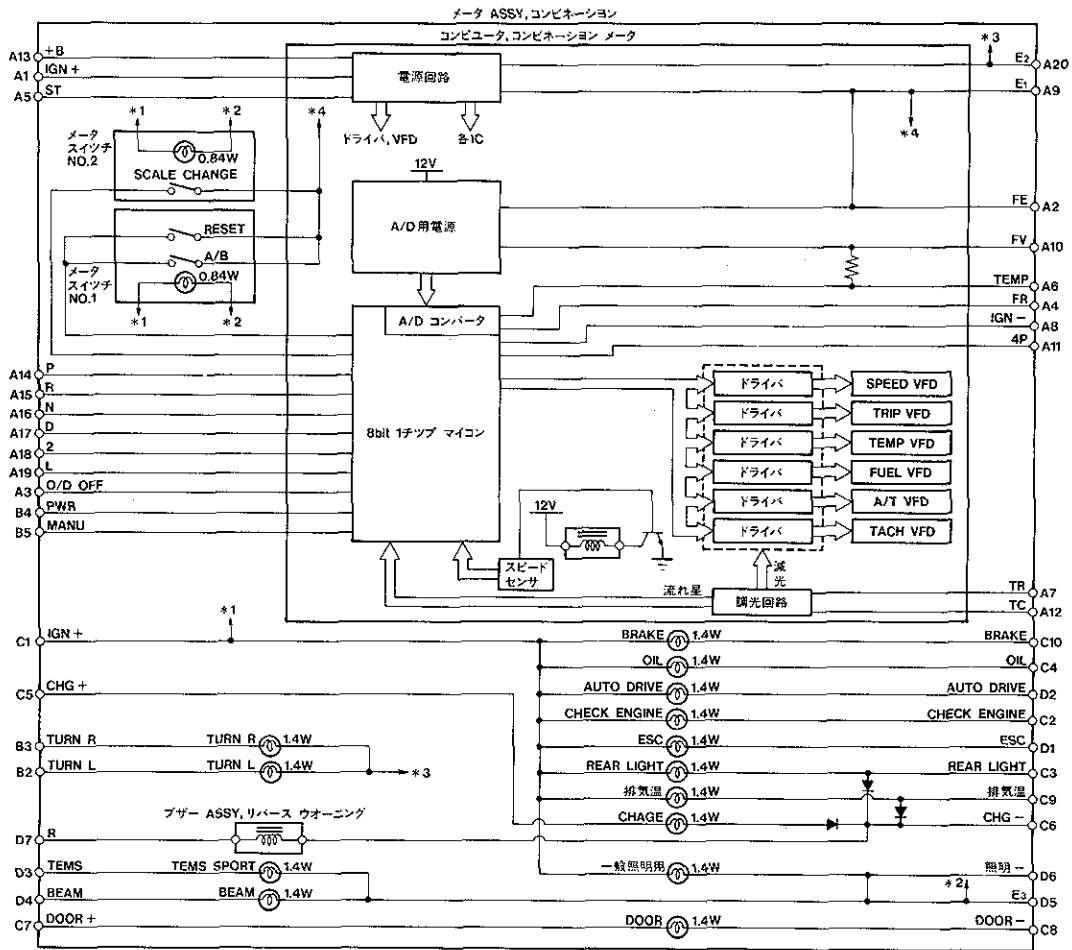 メータ ASSY,コンビネーション
コンピュータ,コンビネーション メータ
A13 +B
A1 IGN +
A5 ST
電源回路
*3
E2 A20
E1 A9
*4
ドライバ,VFD
各IC
*1
*2
*4
メータ
スイッチ
NO.2
0.84W
SCALE CHANGE
12V
A/D用電源
FE A2
FV A10
RESET
A/B
メータ
スイッチ
NO.1
0.84W
*1
*2
TEMP A6
FR A4
IGN − A8
4P A11
A/D コンバータ
8bit 1チップ マイコン
A14 P
A15 R
A16 N
A17 D
A18 2
A19 L
A3 O/D OFF
B4 PWR
B5 MANU
ドライバ
SPEED VFD
ドライバ
TRIP VFD
ドライバ
TEMP VFD
ドライバ
FUEL VFD
ドライバ
A/T VFD
ドライバ
TACH VFD
12V
スピード
センサ
流れ星
減光
調光回路
TR A7
TC A12
*1
C1 IGN +
BRAKE 1.4W
BRAKE C10
OIL 1.4W
OIL C4
C5 CHG +
AUTO DRIVE 1.4W
AUTO DRIVE D2
CHECK ENGINE 1.4W
CHECK ENGINE C2
B3 TURN R
TURN R 1.4W
ESC 1.4W
ESC D1
B2 TURN L
TURN L 1.4W
*3
REAR LIGHT 1.4W
REAR LIGHT C3
排気温 1.4W
排気温 C9
ブザー ASSY,リバース ウオーニング
CHAGE 1.4W
CHG − C6
D7 R
D3 TEMS
TEMS SPORT 1.4W
一般照明用 1.4W
照明 − D6
*2
D4 BEAM
BEAM 1.4W
E3 D5
C7 DOOR +
DOOR 1.4W
DOOR − C8